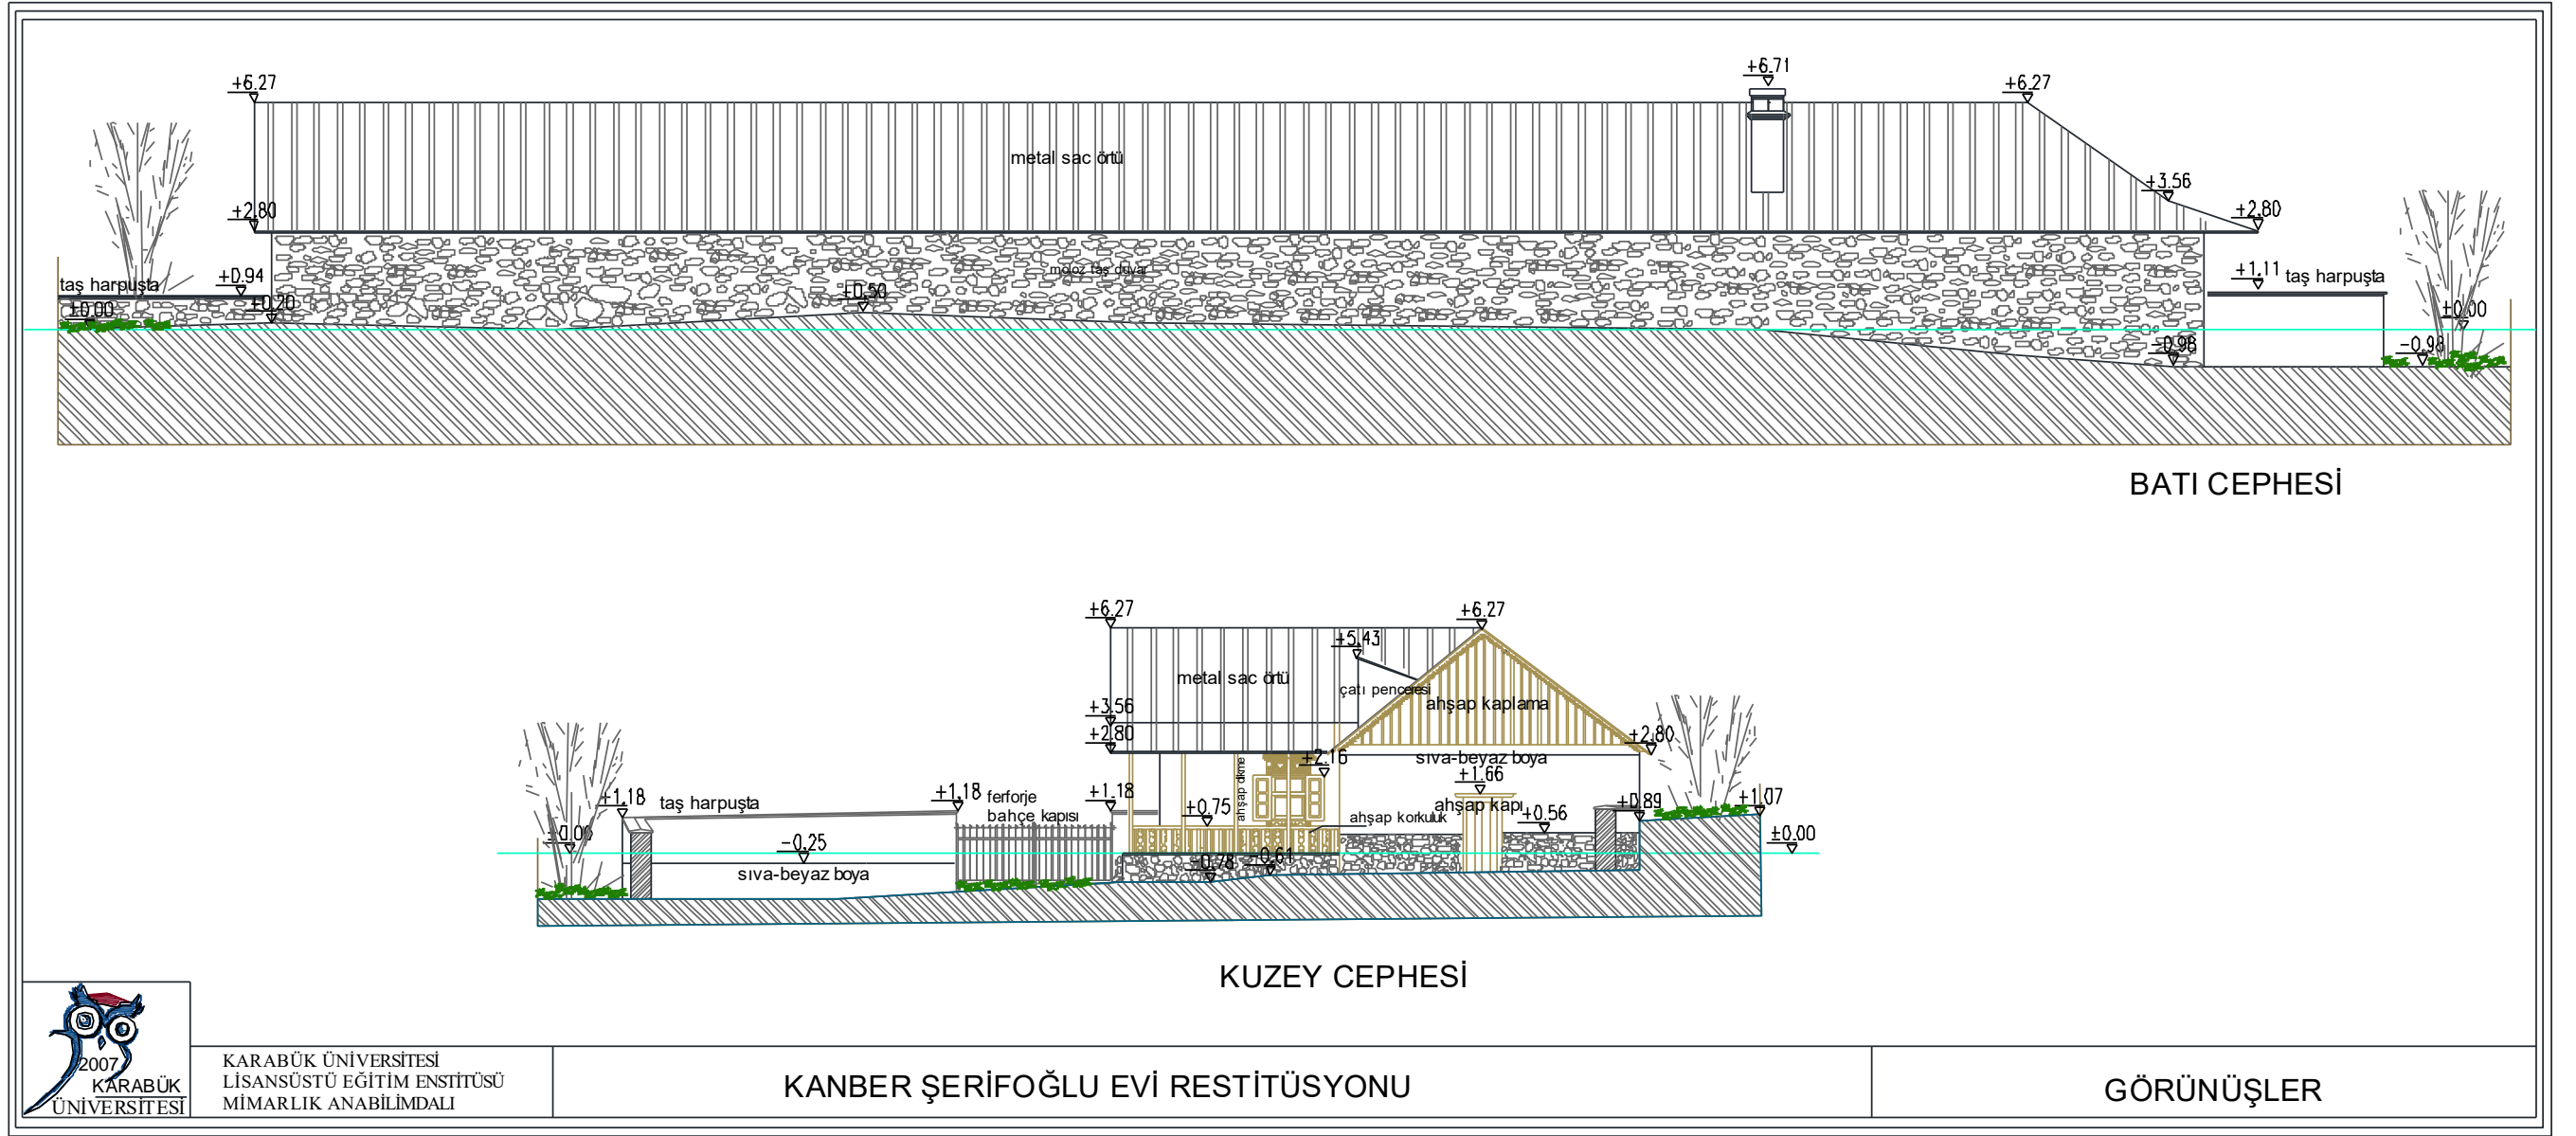 +6.27
+6.71
+6.27
metal sac örtü
+3.56
+2.80
+2.80
moloz taş duvar
taş harpuşta
+0.94
+1.11 taş harpuşta
±0.00
+0.20
+0.50
±0.00
-0.98
-0.98
BATI CEPHESİ
+6.27
+6.27
+5.43
metal sac örtü
çatı penceresi
ahşap kaplama
+3.56
+2.80
+2.80
sıva-beyaz boya
+2.16
ahşap dikme
+1.66
+1.18
taş harpuşta
+1.18
ferforje
bahçe kapısı
+1.18
+0.75
ahşap korkuluk
ahşap kapı
+0.56
+0.89
+1.07
±0.00
±0.00
-0.25
sıva-beyaz boya
-0.78
-0.61
KUZEY CEPHESİ
2007
KARABÜK
ÜNİVERSİTESİ
KARABÜK ÜNİVERSİTESİ
LİSANSÜSTÜ EĞİTİM ENSTİTÜSÜ
MİMARLIK ANABİLİMDALI
KANBER ŞERİFOĞLU EVİ RESTİTÜSYONU
GÖRÜNÜŞLER